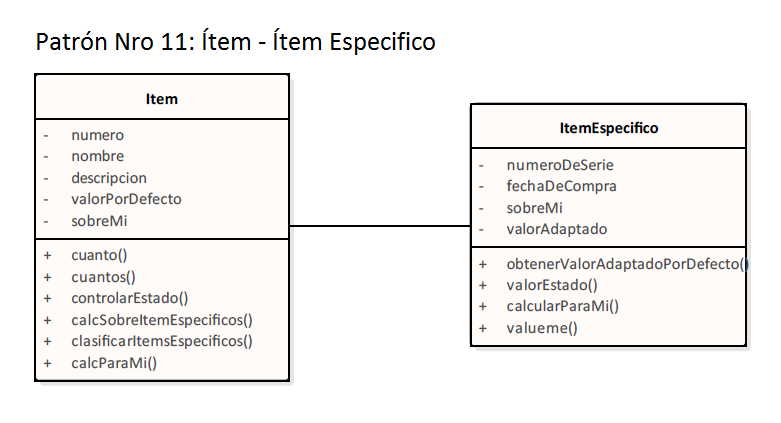 Patrón Nro 11: Ítem - Ítem Especifico
Item
- numero
- nombre
- descripcion
- valorPorDefecto
- sobreMi
+ cuanto()
+ cuantos()
+ controlarEstado()
+ calcSobreItemEspecificos()
+ clasificarItemsEspecificos()
+ calcParaMi()
ItemEspecifico
- numeroDeSerie
- fechaDeCompra
- sobreMi
- valorAdaptado
+ obtenerValorAdaptadoPorDefecto()
+ valorEstado()
+ calcularParaMi()
+ valueme()